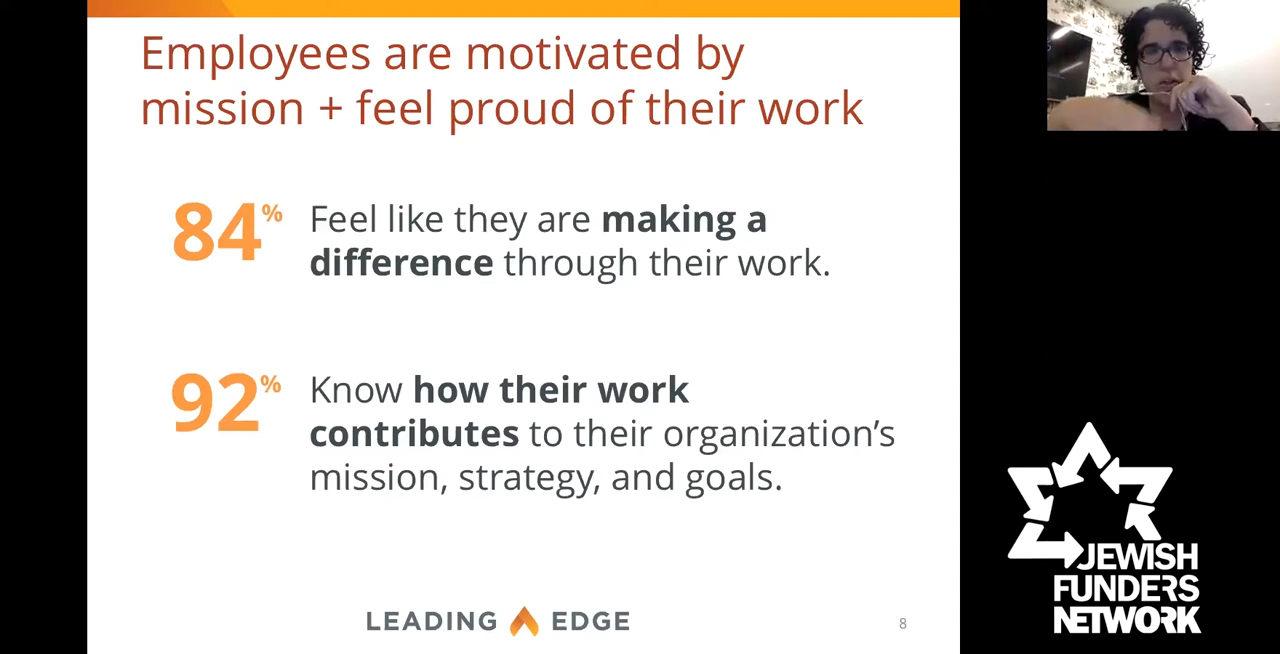 Employees are motivated by
mission + feel proud of their work
84%
Feel like they are making a
difference through their work.
92%
Know how their work
contributes to their organization's
mission, strategy, and goals.
LEADING EDGE
8
JEWISH
FUNDERS
NETWORK